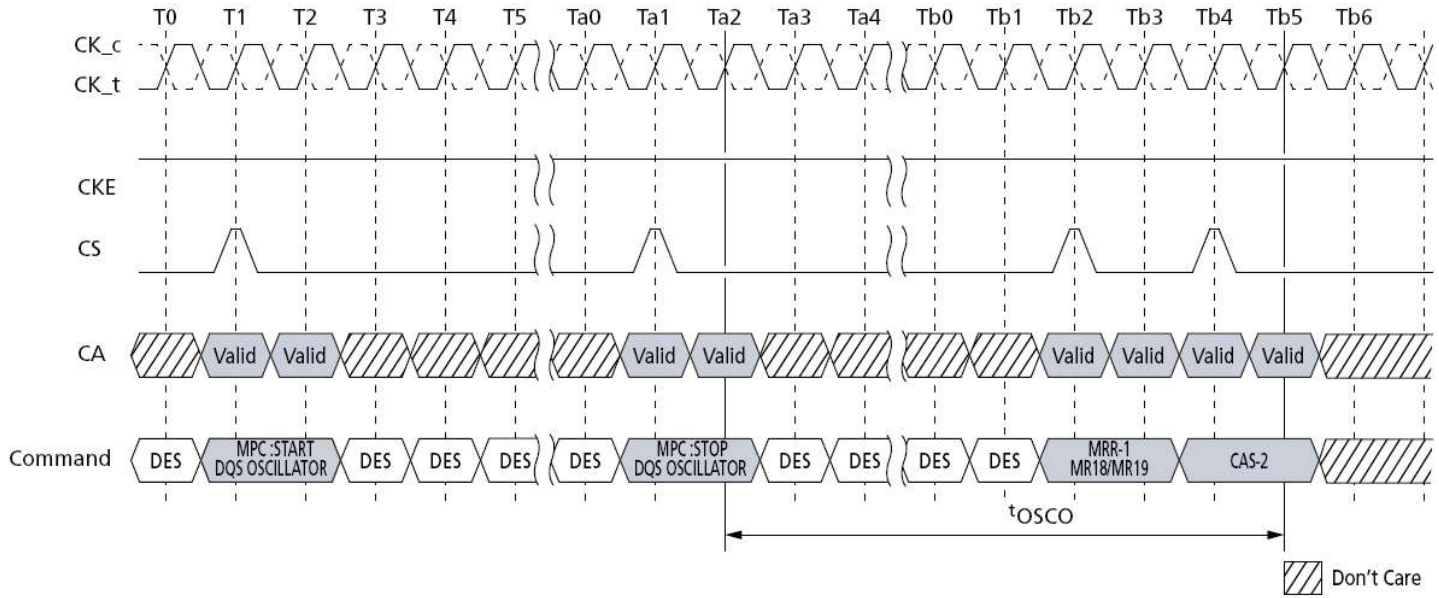 T0 T1 T2 T3 T4 T5 Ta0 Ta1 Ta2 Ta3 Ta4 Tb0 Tb1 Tb2 Tb3 Tb4 Tb5 Tb6
CK_c
CK_t
CKE
CS
CA Valid Valid Valid Valid Valid Valid Valid Valid
Command DES MPC :START DES DES DES DES MPC :STOP DES DES DES DES MRR-1 CAS-2
DQS OSCILLATOR DQS OSCILLATOR MR18/MR19
tOSCO
Don't Care